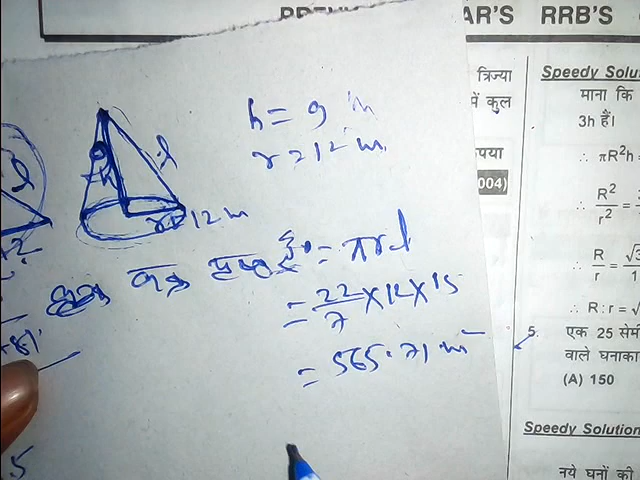 AR'S RRB'S
h = 9 m
r = 12 m
l
h
r = 12 m
वक्र पृष्ठ = πrl
= 22/7 × 12 × 15
= 565.71 m²
त्रिज्या
में कुल
पया
004)
Speedy Solu
माना कि
3h हैं।
∴ πR²h =
∴ R²/r² =
∴ R/r = √3/1
∴ R : r = √
5. एक 25 सेमी
वाले घनाका
(A) 150
Speedy Solution
नये घनों की